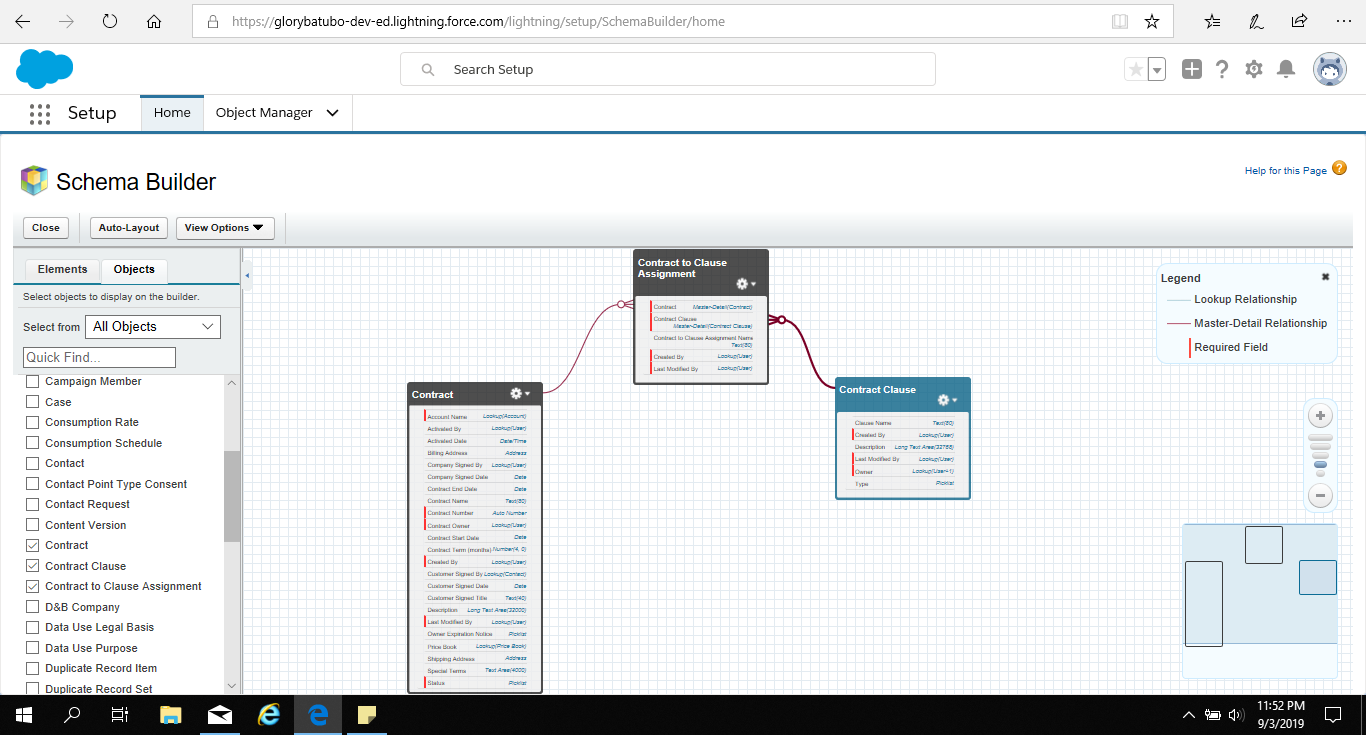 https://glorybatubo-dev-ed.lightning.force.com/lightning/setup/SchemaBuilder/home
Search Setup
Setup
Home
Object Manager
Schema Builder
Help for this Page
Close
Auto-Layout
View Options
Elements
Objects
Select objects to display on the builder.
Select from
All Objects
Quick Find...
Campaign Member
Case
Consumption Rate
Consumption Schedule
Contact
Contact Point Type Consent
Contact Request
Content Version
Contract
Contract Clause
Contract to Clause Assignment
D&B Company
Data Use Legal Basis
Data Use Purpose
Duplicate Record Item
Duplicate Record Set
Contract
Account Name Lookup(Account)
Activated By Lookup(User)
Activated Date Date/Time
Billing Address Address
Company Signed By Lookup(User)
Company Signed Date Date
Contract End Date Date
Contract Name Text(80)
Contract Number Auto Number
Contract Owner Lookup(User)
Contract Start Date Date
Contract Term (months) Number(4, 0)
Created By Lookup(User)
Customer Signed By Lookup(Contact)
Customer Signed Date Date
Customer Signed Title Text(40)
Description Long Text Area(32000)
Last Modified By Lookup(User)
Owner Expiration Notice Picklist
Price Book Lookup(Price Book)
Shipping Address Address
Special Terms Text Area(4000)
Status Picklist
Contract to Clause
Assignment
Contract Master-Detail(Contract)
Contract Clause
Master-Detail(Contract Clause)
Contract to Clause Assignment Name
Text(80)
Created By Lookup(User)
Last Modified By Lookup(User)
Contract Clause
Clause Name Text(80)
Created By Lookup(User)
Description Long Text Area(32768)
Last Modified By Lookup(User)
Owner Lookup(User+1)
Type Picklist
Legend
Lookup Relationship
Master-Detail Relationship
Required Field
11:52 PM
9/3/2019